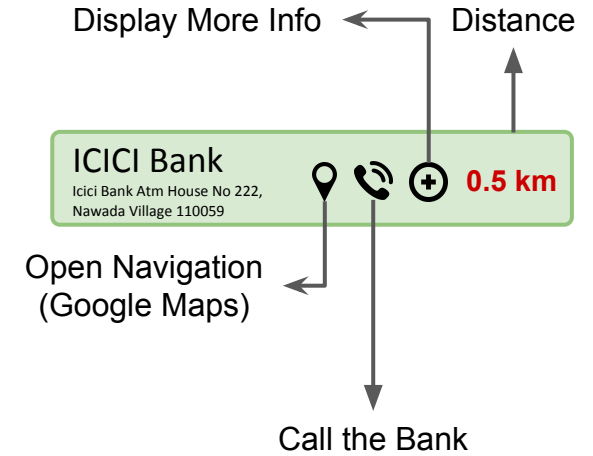 Display More Info
Distance
ICICI Bank
Icici Bank Atm House No 222,
Nawada Village 110059
0.5 km
Open Navigation
(Google Maps)
Call the Bank